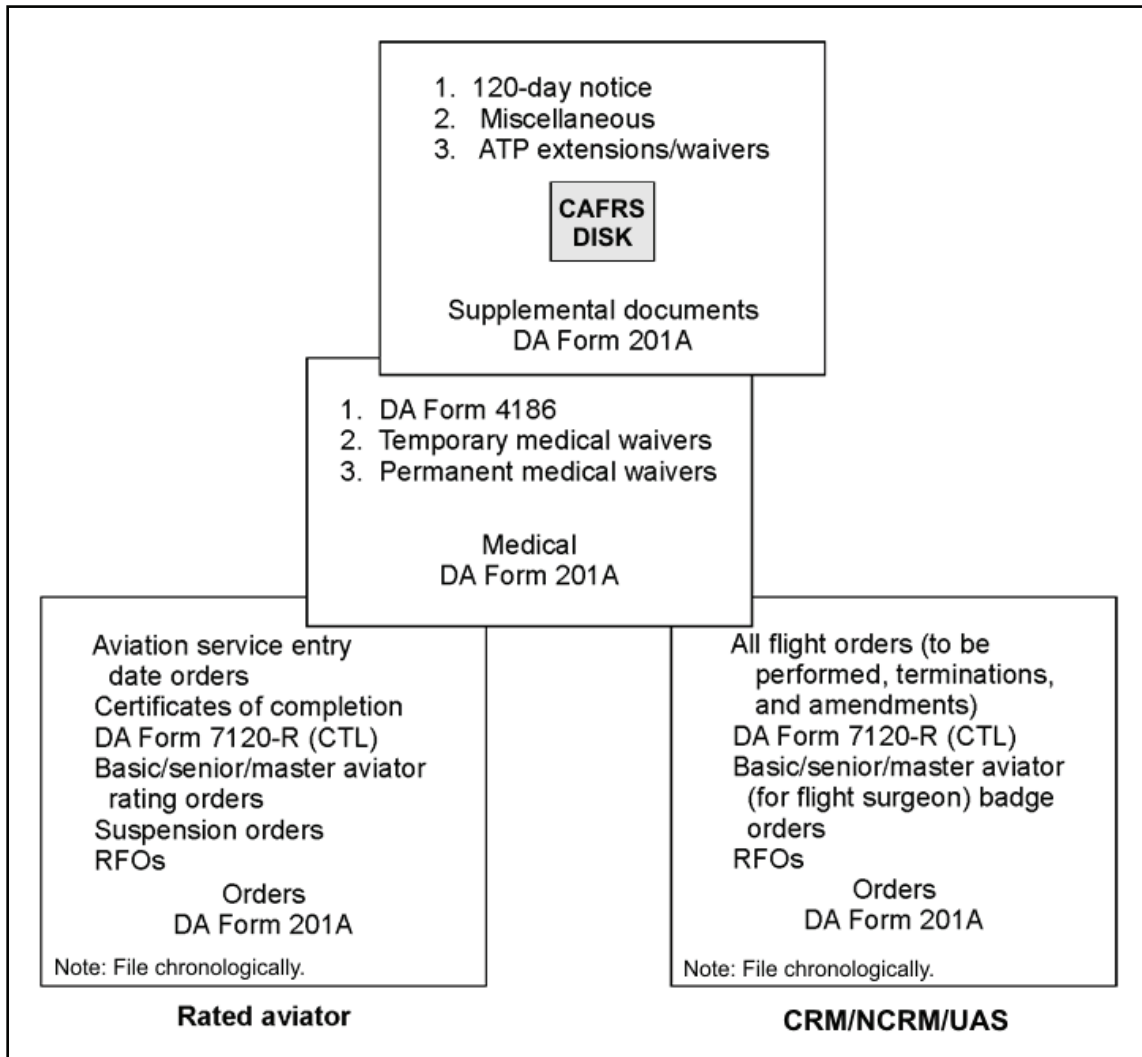 1. 120-day notice
2. Miscellaneous
3. ATP extensions/waivers
CAFRS
DISK
Supplemental documents
DA Form 201A
1. DA Form 4186
2. Temporary medical waivers
3. Permanent medical waivers
Medical
DA Form 201A
Aviation service entry
date orders
Certificates of completion
DA Form 7120-R (CTL)
Basic/senior/master aviator
rating orders
Suspension orders
RFOs
Orders
DA Form 201A
Note: File chronologically.
Rated aviator
All flight orders (to be
performed, terminations,
and amendments)
DA Form 7120-R (CTL)
Basic/senior/master aviator
(for flight surgeon) badge
orders
RFOs
Orders
DA Form 201A
Note: File chronologically.
CRM/NCRM/UAS